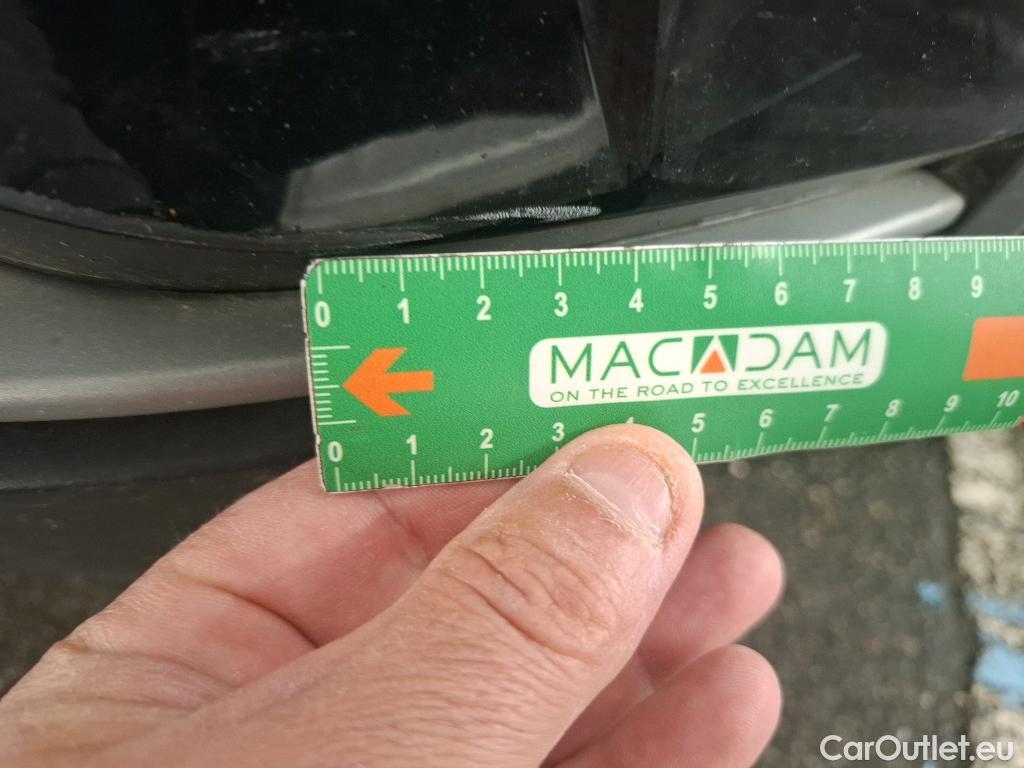 0 1 2 3 4 5 6 7 8 9
MACADAM
ON THE ROAD TO EXCELLENCE
0 1 2 3 5 6 7 8 9 10
CarOutlet.eu